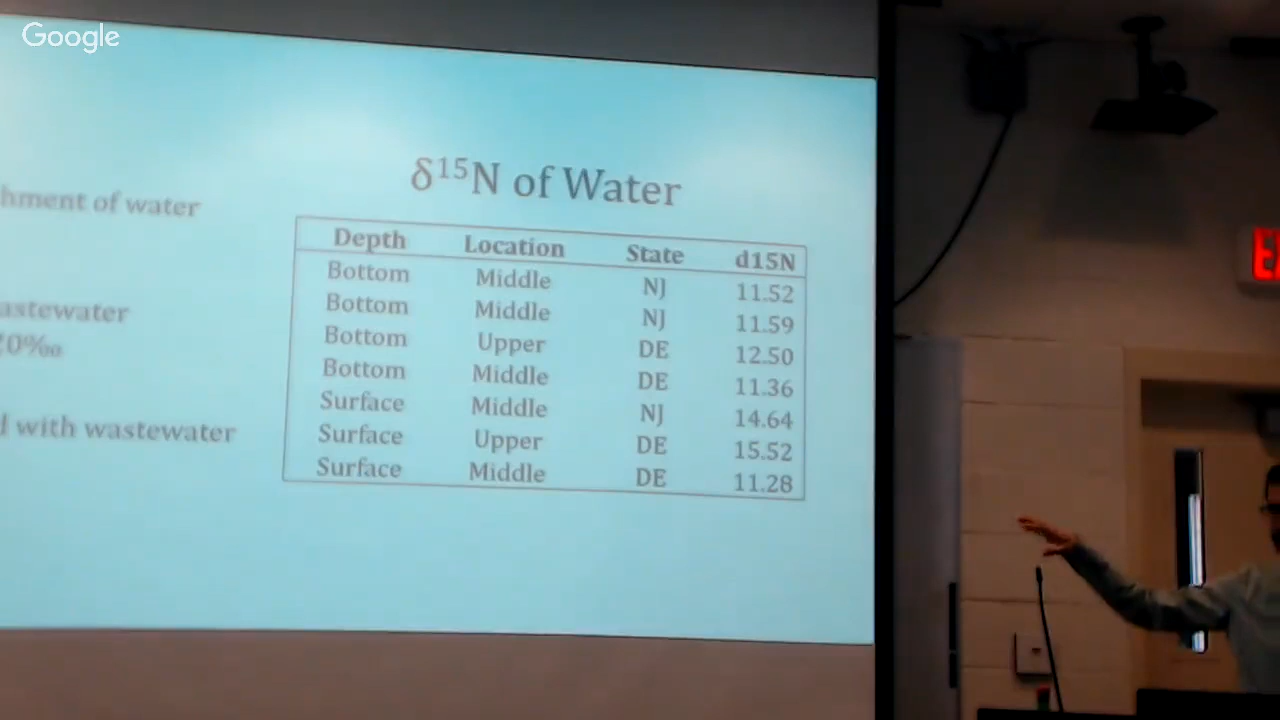 Google
hment of water
astewater
0‰
with wastewater
δ¹⁵N of Water
Depth Location State d15N
Bottom Middle NJ 11.52
Bottom Middle NJ 11.59
Bottom Upper DE 12.50
Bottom Middle DE 11.36
Surface Middle NJ 14.64
Surface Upper DE 15.52
Surface Middle DE 11.28
E